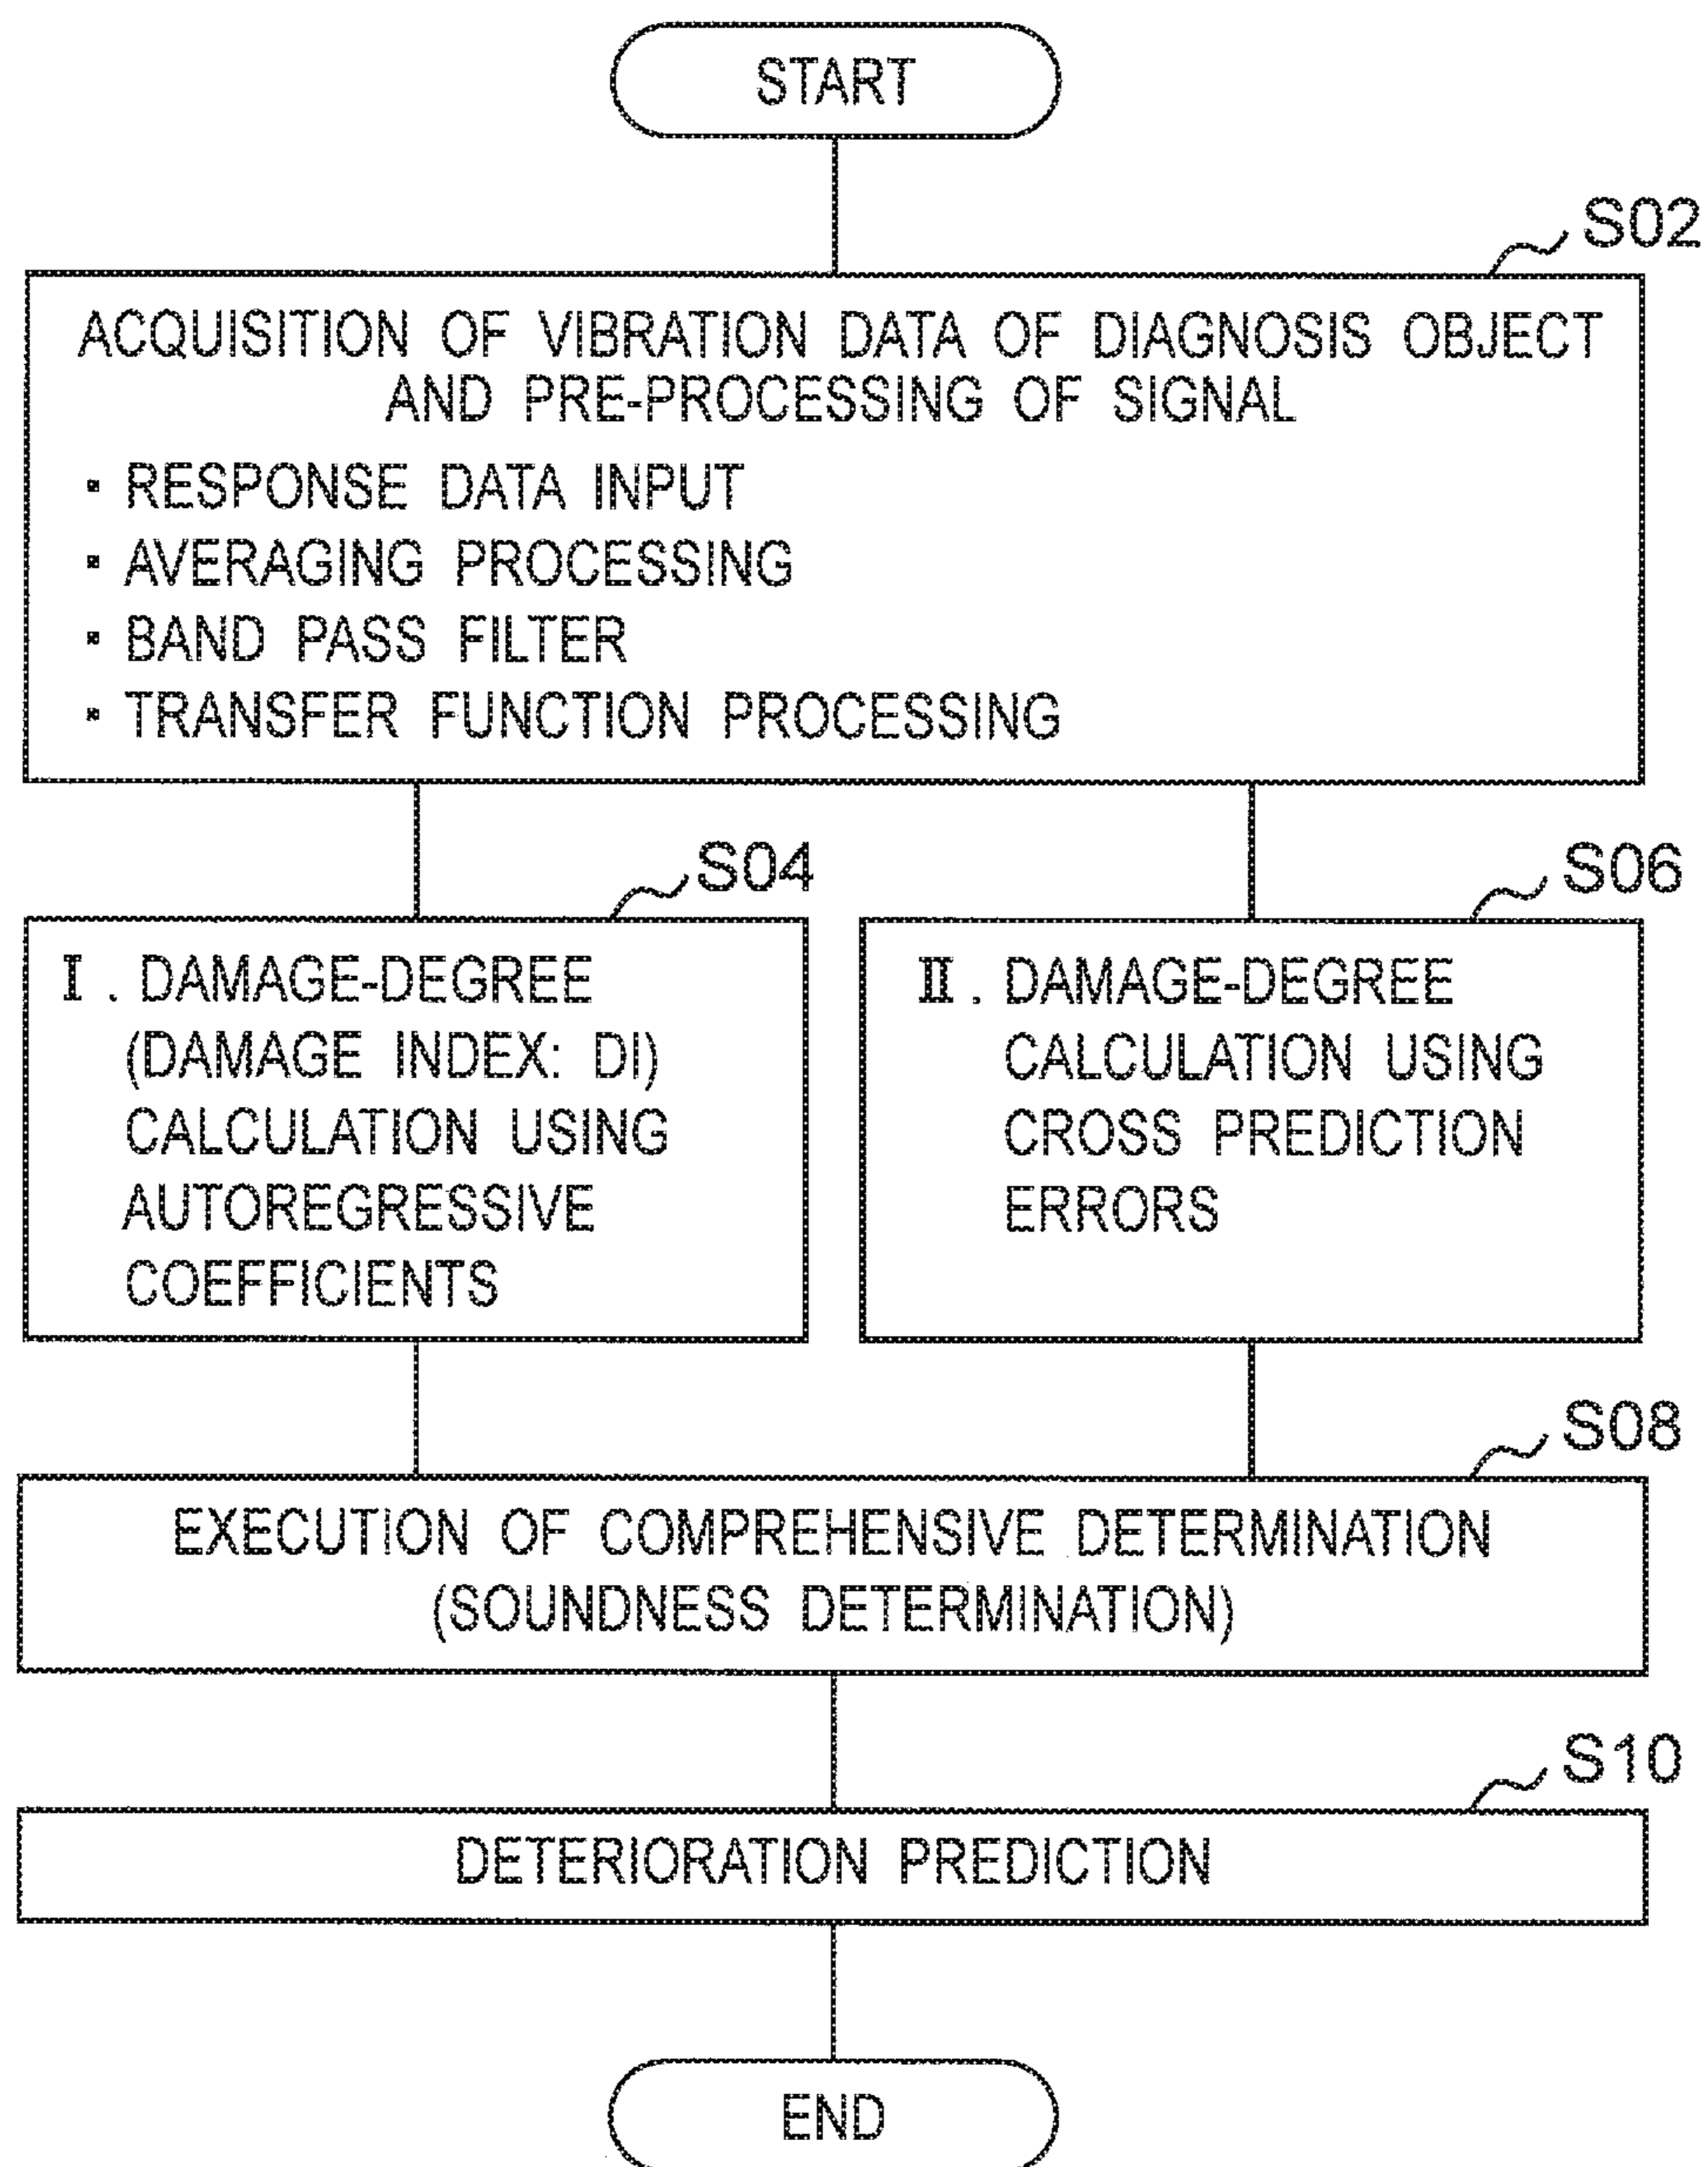 START
S02
ACQUISITION OF VIBRATION DATA OF DIAGNOSIS OBJECT
AND PRE-PROCESSING OF SIGNAL
▪ RESPONSE DATA INPUT
▪ AVERAGING PROCESSING
▪ BAND PASS FILTER
▪ TRANSFER FUNCTION PROCESSING
S04
Ⅰ. DAMAGE-DEGREE
(DAMAGE INDEX: DI)
CALCULATION USING
AUTOREGRESSIVE
COEFFICIENTS
S06
Ⅱ. DAMAGE-DEGREE
CALCULATION USING
CROSS PREDICTION
ERRORS
S08
EXECUTION OF COMPREHENSIVE DETERMINATION
(SOUNDNESS DETERMINATION)
S10
DETERIORATION PREDICTION
END